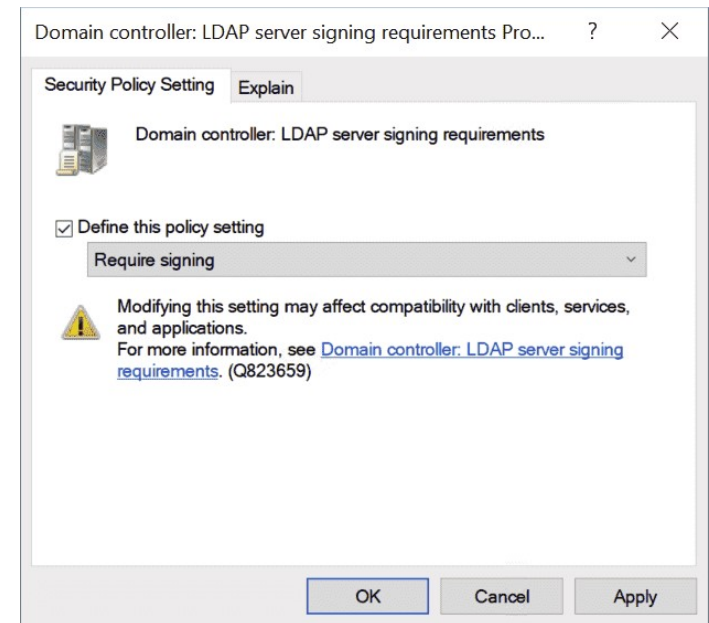 Domain controller: LDAP server signing requirements Pro...
?
Security Policy Setting
Explain
Domain controller: LDAP server signing requirements
Define this policy setting
Require signing
Modifying this setting may affect compatibility with clients, services,
and applications.
For more information, see Domain controller: LDAP server signing
requirements. (Q823659)
OK
Cancel
Apply